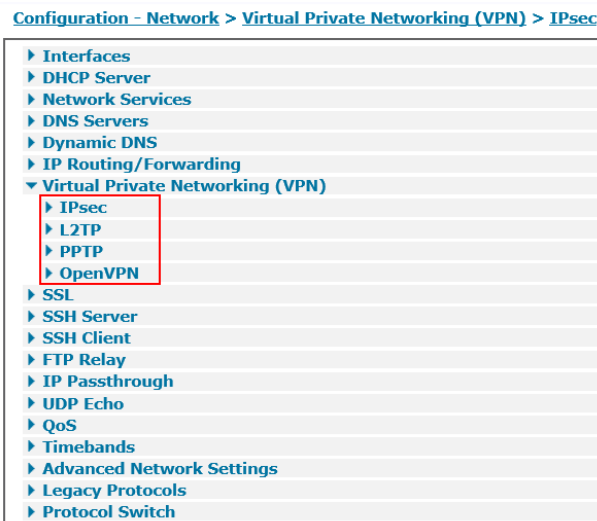 Configuration - Network > Virtual Private Networking (VPN) > IPsec
Interfaces
DHCP Server
Network Services
DNS Servers
Dynamic DNS
IP Routing/Forwarding
Virtual Private Networking (VPN)
IPsec
L2TP
PPTP
OpenVPN
SSL
SSH Server
SSH Client
FTP Relay
IP Passthrough
UDP Echo
QoS
Timebands
Advanced Network Settings
Legacy Protocols
Protocol Switch